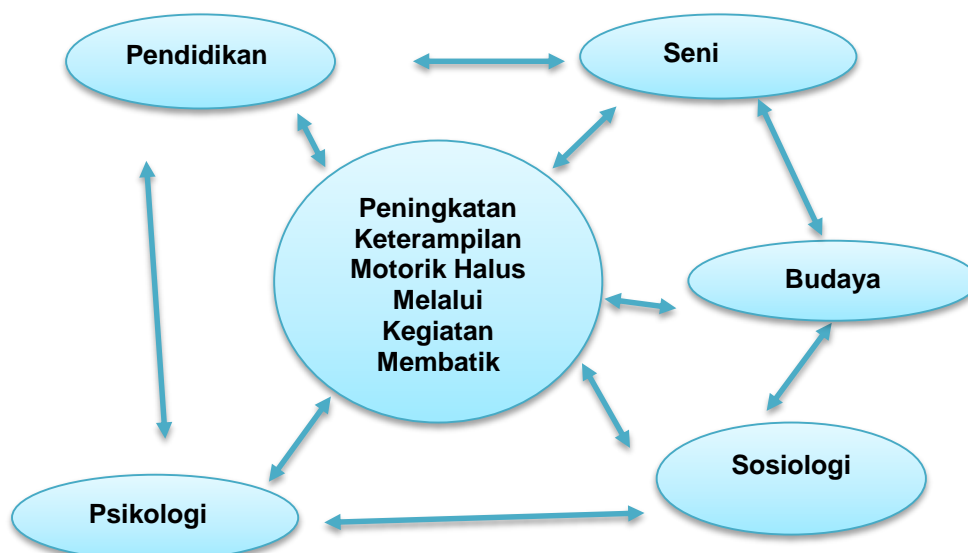 Pendidikan
Seni
Peningkatan
Keterampilan
Motorik Halus
Melalui
Kegiatan
Membatik
Budaya
Sosiologi
Psikologi